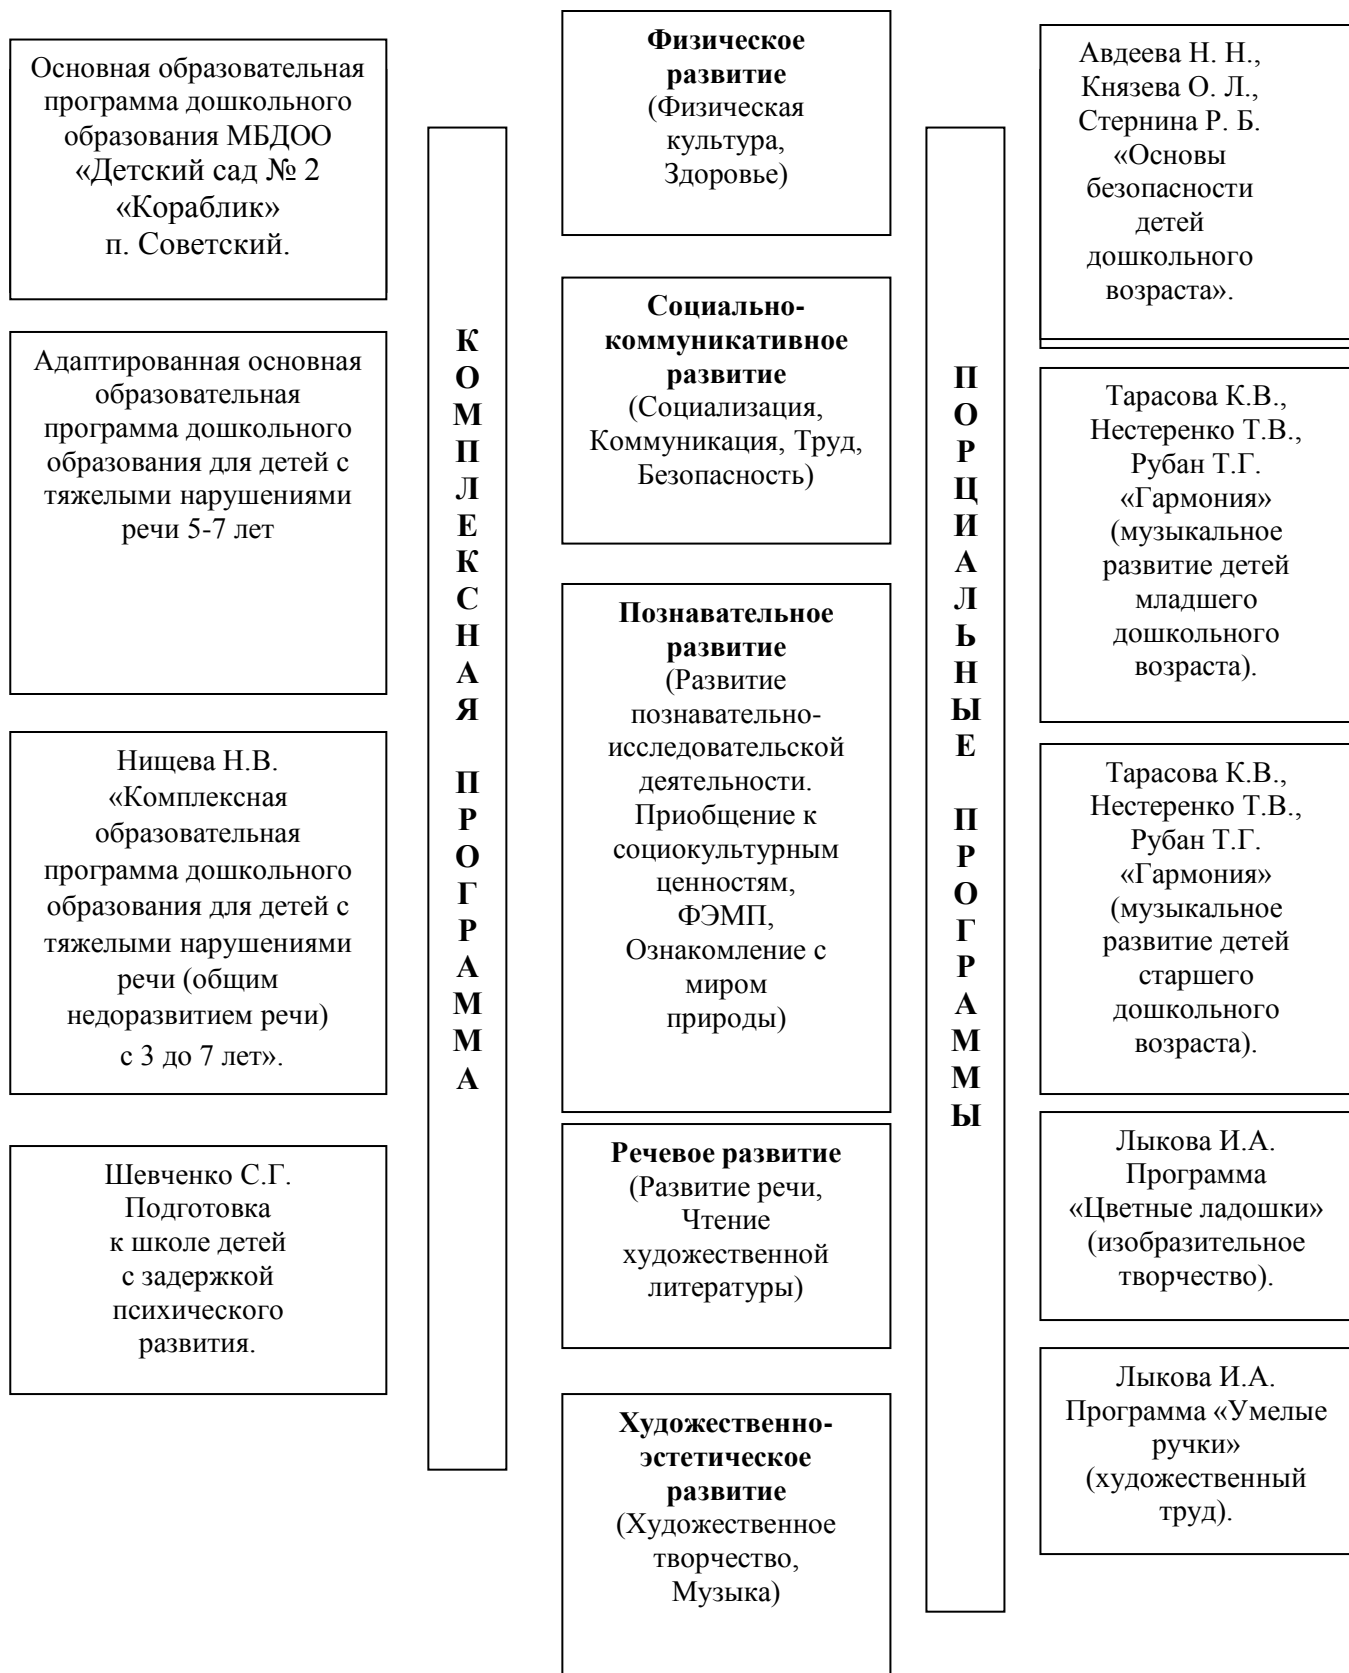 Основная образовательная
программа дошкольного
образования МБДОО
«Детский сад № 2
«Кораблик»
п. Советский.
Адаптированная основная
образовательная
программа дошкольного
образования для детей с
тяжелыми нарушениями
речи 5-7 лет
Нищева Н.В.
«Комплексная
образовательная
программа дошкольного
образования для детей с
тяжелыми нарушениями
речи (общим
недоразвитием речи)
с 3 до 7 лет».
Шевченко С.Г.
Подготовка
к школе детей
с задержкой
психического
развития.
КОМПЛЕКСНАЯ ПРОГРАММА
Физическое
развитие
(Физическая
культура,
Здоровье)
Социально-
коммуникативное
развитие
(Социализация,
Коммуникация, Труд,
Безопасность)
Познавательное
развитие
(Развитие
познавательно-
исследовательской
деятельности.
Приобщение к
социокультурным
ценностям,
ФЭМП,
Ознакомление с
миром
природы)
Речевое развитие
(Развитие речи,
Чтение
художественной
литературы)
Художественно-
эстетическое
развитие
(Художественное
творчество,
Музыка)
ПОРЦИАЛЬНЫЕ ПРОГРАММЫ
Авдеева Н. Н.,
Князева О. Л.,
Стернина Р. Б.
«Основы
безопасности
детей
дошкольного
возраста».
Тарасова К.В.,
Нестеренко Т.В.,
Рубан Т.Г.
«Гармония»
(музыкальное
развитие детей
младшего
дошкольного
возраста).
Тарасова К.В.,
Нестеренко Т.В.,
Рубан Т.Г.
«Гармония»
(музыкальное
развитие детей
старшего
дошкольного
возраста).
Лыкова И.А.
Программа
«Цветные ладошки»
(изобразительное
творчество).
Лыкова И.А.
Программа «Умелые
ручки»
(художественный
труд).